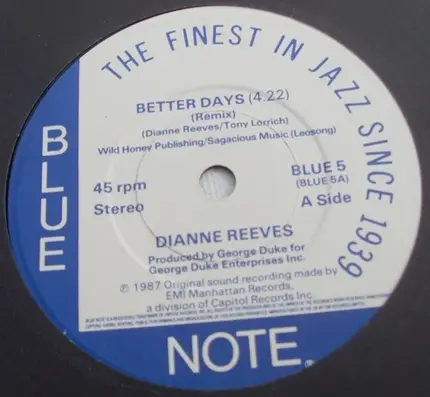 THE FINEST IN JAZZ SINCE 1939
BETTER DAYS (4.22)
(Remix)
(Dianne Reeves/Tony Lorrich)
Wild Honey Publishing/Sagacious Music (Leosong)
45 rpm
Stereo
BLUE 5
(BLUE 5A)
A Side
DIANNE REEVES
Produced by George Duke for
George Duke Enterprises Inc.
℗ 1987 Original sound recording made by
EMI Manhattan Records,
a division of Capitol Records Inc.
BLUE
NOTE